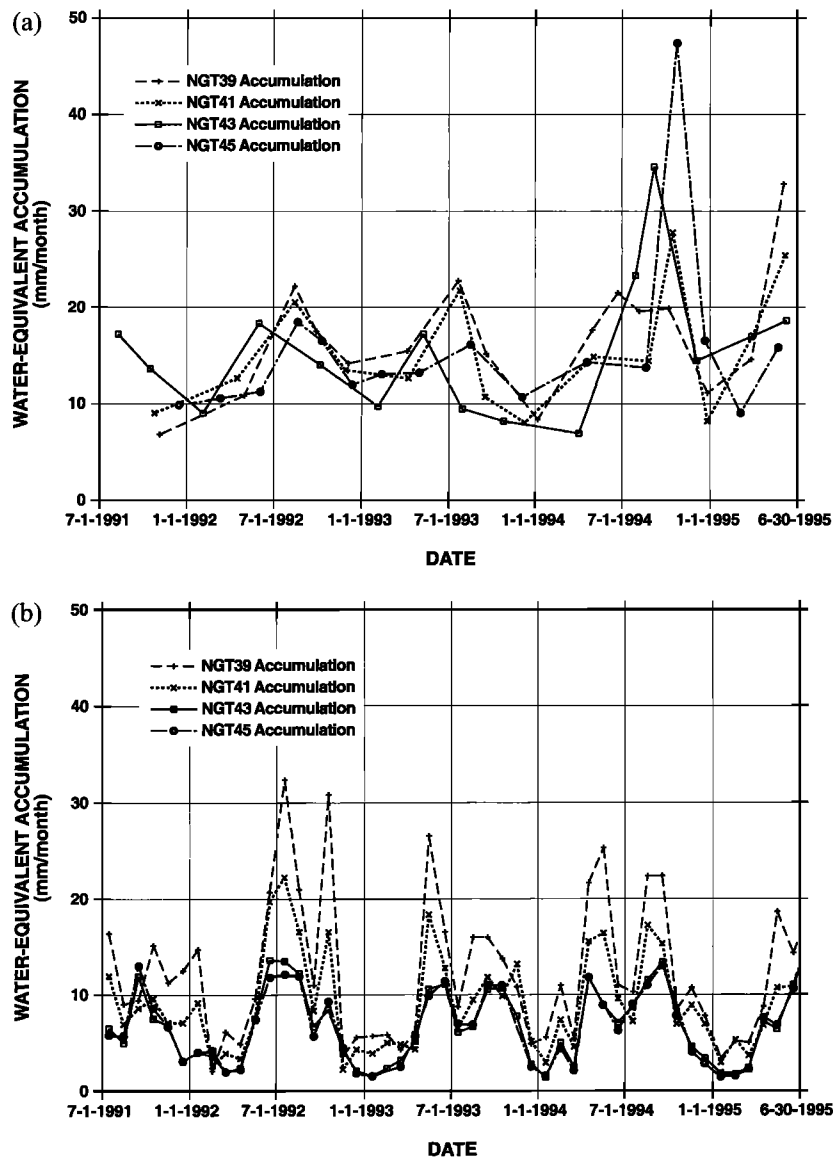 (a)
50
40
30
20
10
0
WATER-EQUIVALENT ACCUMULATION
(mm/month)
NGT39 Accumulation
NGT41 Accumulation
NGT43 Accumulation
NGT45 Accumulation
7-1-1991 1-1-1992 7-1-1992 1-1-1993 7-1-1993 1-1-1994 7-1-1994 1-1-1995 6-30-1995
DATE
(b)
50
40
30
20
10
0
WATER-EQUIVALENT ACCUMULATION
(mm/month)
NGT39 Accumulation
NGT41 Accumulation
NGT43 Accumulation
NGT45 Accumulation
7-1-1991 1-1-1992 7-1-1992 1-1-1993 7-1-1993 1-1-1994 7-1-1994 1-1-1995 6-30-1995
DATE